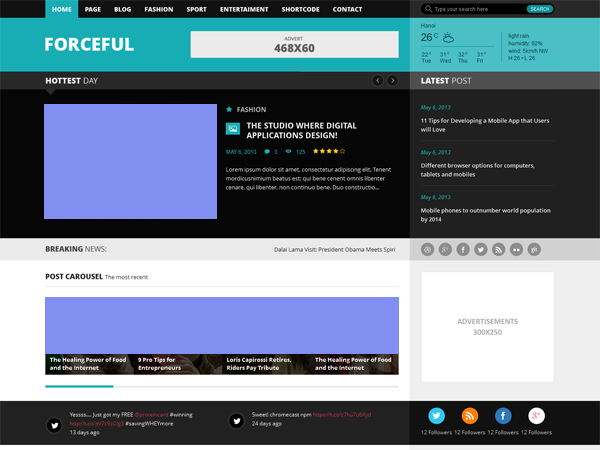 HOME PAGE BLOG FASHION SPORT ENTERTAIMENT SHORTCODE CONTACT
Type your search here
SEARCH
FORCEFUL
ADVERT
468X60
Hanoi
26°C
light rain
humidity: 92%
wind: 5km/h NW
H 26 • L 26
22° 31° 32° 31°
Tue Wed Thu Fri
HOTTEST DAY
LATEST POST
FASHION
THE STUDIO WHERE DIGITAL
APPLICATIONS DESIGN!
MAY 6, 2013 3 125
Lorem ipsum dolor sit amet, consectetur adipiscing elit. Tenent
mordicusnimium eidem. Duo Reges: qui bene cenent omnis libenter
cenare, qui libenter, non continuo bene. Duo constructio...
May 6, 2013
11 Tips for Developing a Mobile App that Users
will Love
May 6, 2013
Different browser options for computers,
tablets and mobiles
May 6, 2013
Mobile phones to outnumber world population
by 2014
BREAKING NEWS:
Dalai Lama Visit: President Obama Meets Spiri
POST CAROUSEL The most recent
The Healing Power of Food
and the Internet
9 Pro Tips for
Entrepreneurs
Loris Capirossi Retires,
Riders Pay Tribute
The Healing Power of Food
and the Internet
ADVERTISEMENTS
300X250
Yessss.... Just got my FREE #winning
#savingWHEYmore
13 days ago
Sweet! chromecast npm
24 days ago
12 Followers 12 Followers 12 Followers 12 Followers